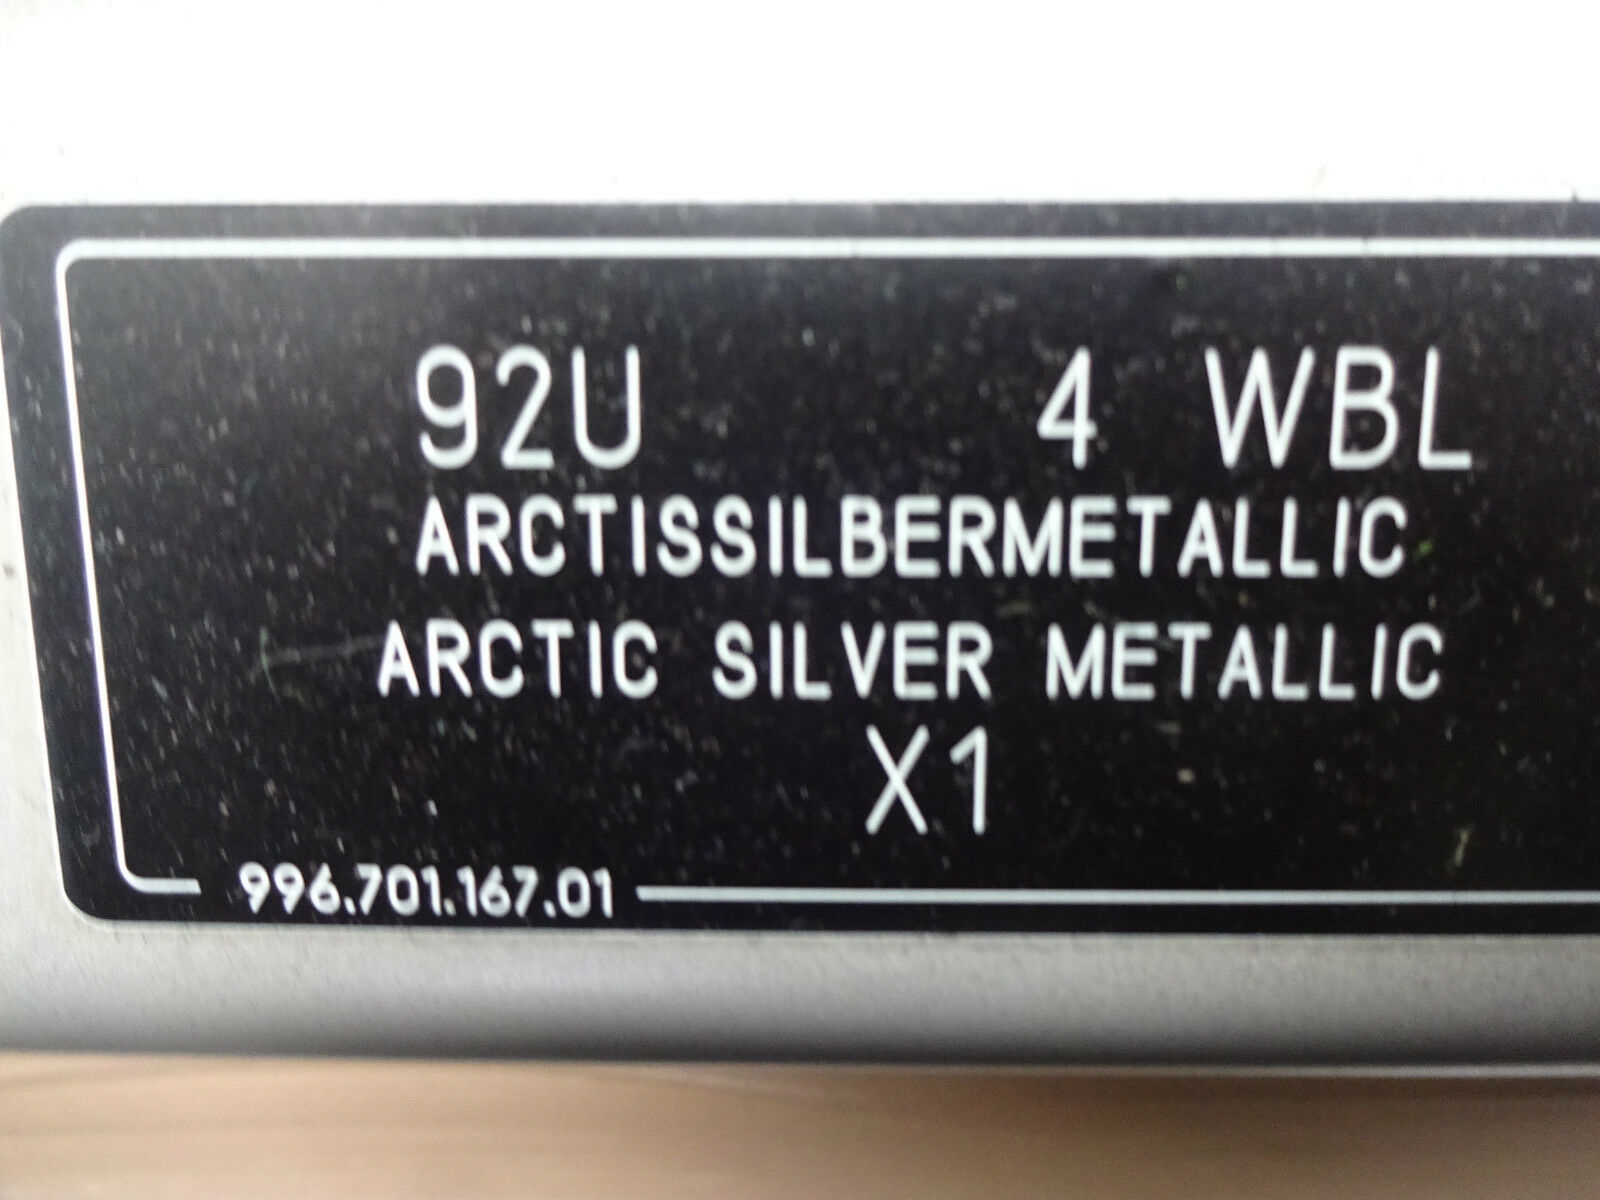 92U 4 WBL
ARCTISSILBERMETALLIC
ARCTIC SILVER METALLIC
X1
996.701.167.01